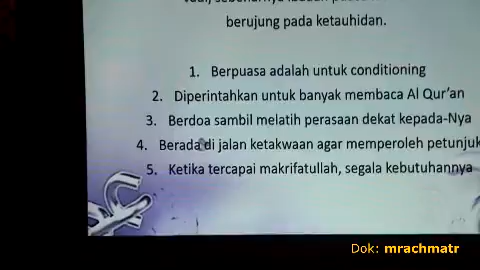 berujung pada ketauhidan.
1. Berpuasa adalah untuk conditioning
2. Diperintahkan untuk banyak membaca Al Qur'an
3. Berdoa sambil melatih perasaan dekat kepada-Nya
4. Berada di jalan ketakwaan agar memperoleh petunjuk
5. Ketika tercapai makrifatullah, segala kebutuhannya
Dok: mrachmatr